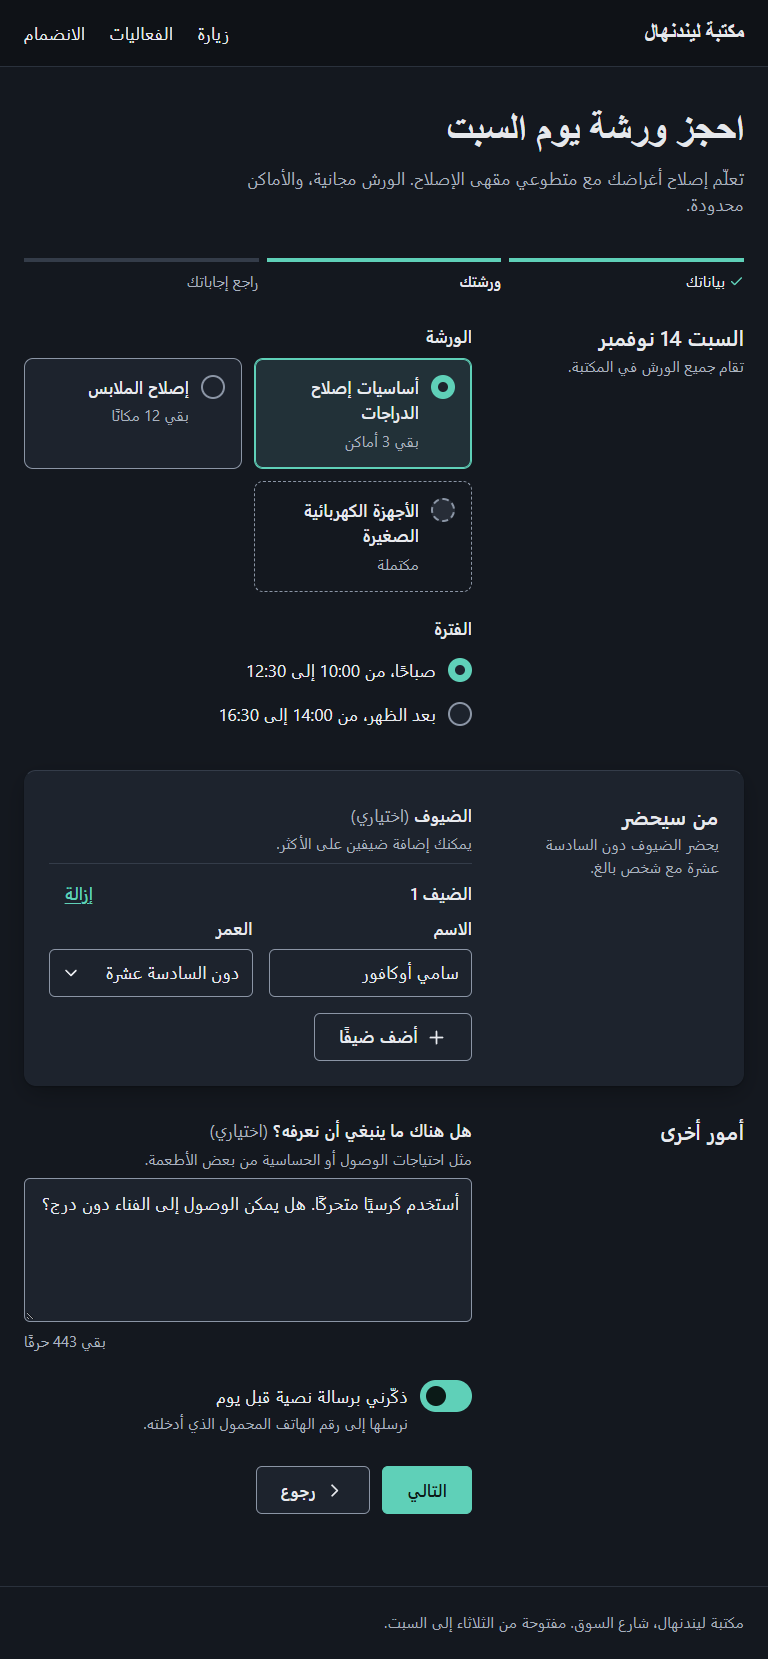 مكتبة ليندنهال
زيارة
الفعاليات
الانضمام
احجز ورشة يوم السبت
تعلّم إصلاح أغراضك مع متطوعي مقهى الإصلاح. الورش مجانية، والأماكن
محدودة.
بياناتك
ورشتك
راجع إجاباتك
السبت 14 نوفمبر
تقام جميع الورش في المكتبة.
الورشة
أساسيات إصلاح
الدراجات
بقي 3 أماكن
إصلاح الملابس
بقي 12 مكانًا
الأجهزة الكهربائية
الصغيرة
مكتملة
الفترة
صباحًا، من 10:00 إلى 12:30
بعد الظهر، من 14:00 إلى 16:30
من سيحضر
يحضر الضيوف دون السادسة
عشرة مع شخص بالغ.
الضيوف (اختياري)
يمكنك إضافة ضيفين على الأكثر.
الضيف 1
إزالة
الاسم
سامي أوكافور
العمر
دون السادسة عشرة
أضف ضيفًا
أمور أخرى
هل هناك ما ينبغي أن نعرفه؟ (اختياري)
مثل احتياجات الوصول أو الحساسية من بعض الأطعمة.
أستخدم كرسيًا متحركًا. هل يمكن الوصول إلى الفناء دون درج؟
بقي 443 حرفًا
ذكّرني برسالة نصية قبل يوم
نرسلها إلى رقم الهاتف المحمول الذي أدخلته.
التالي
رجوع
مكتبة ليندنهال، شارع السوق. مفتوحة من الثلاثاء إلى السبت.